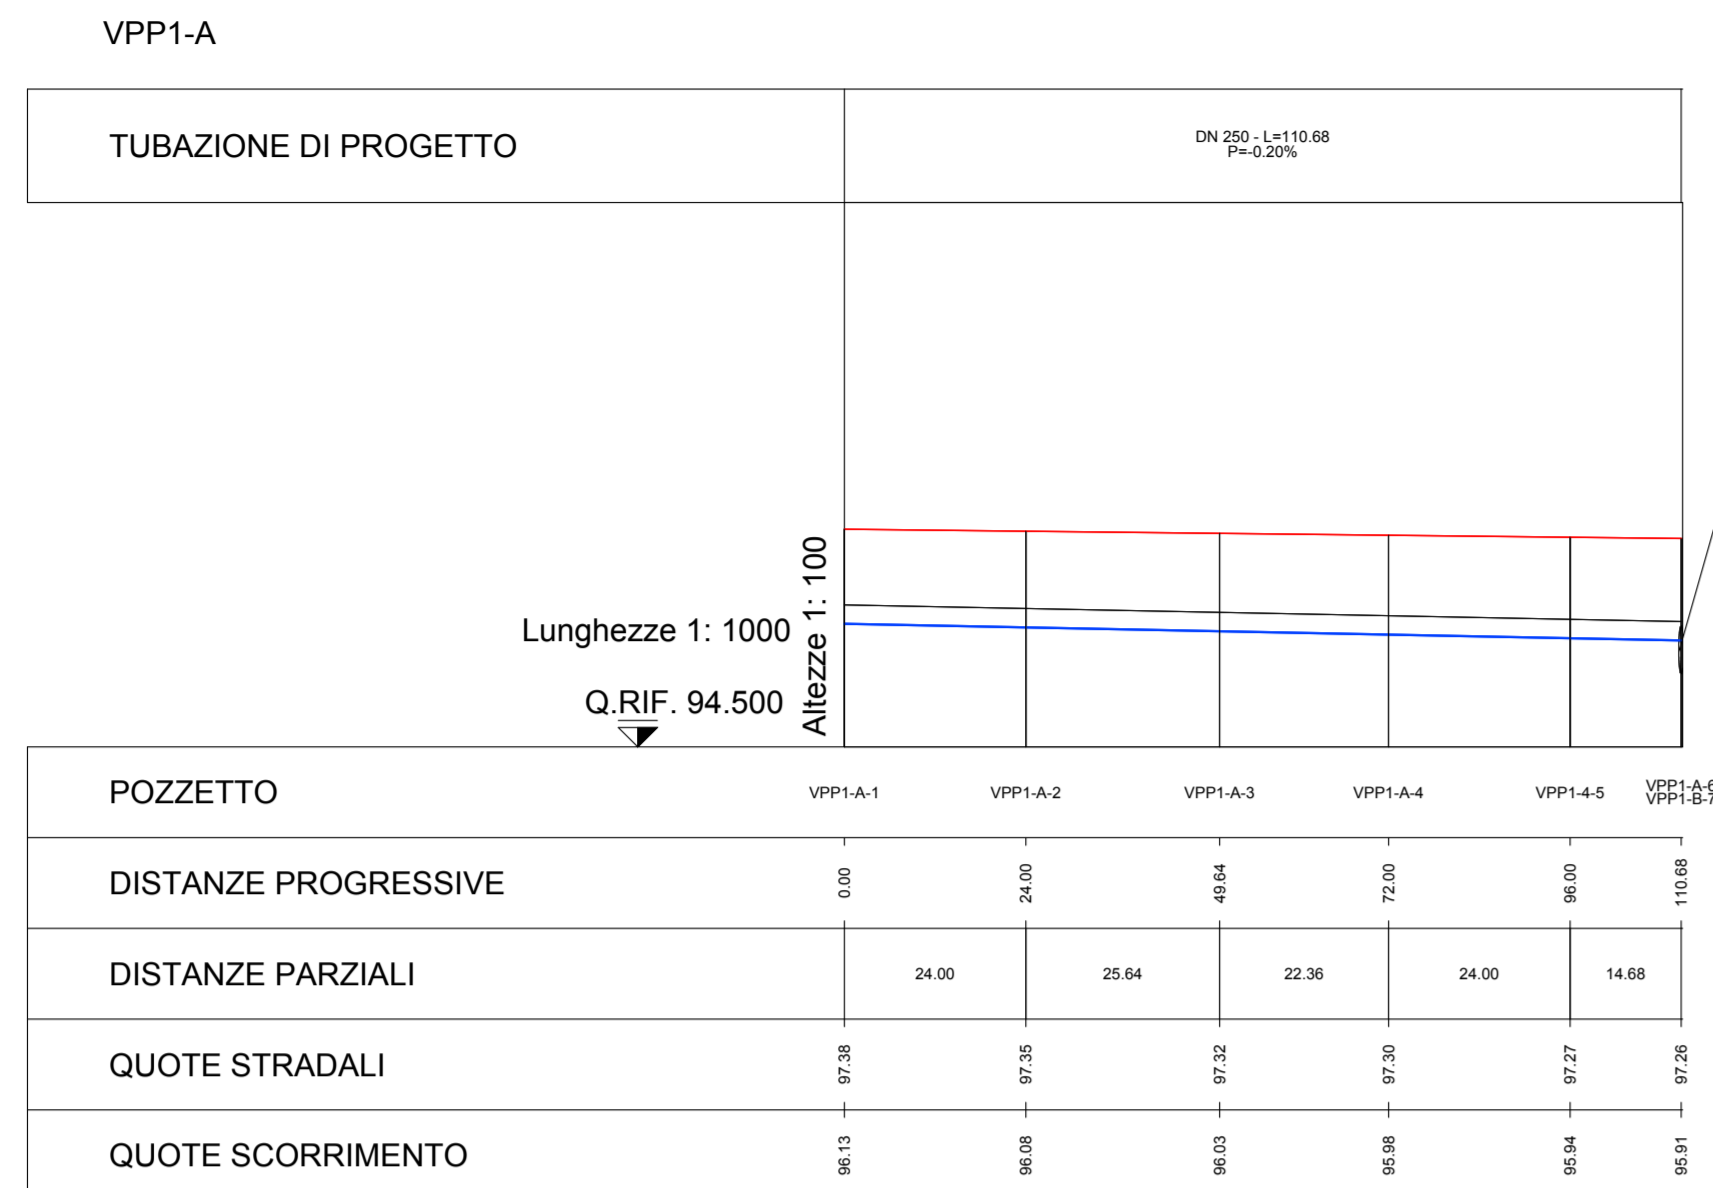 VPP1-A
TUBAZIONE DI PROGETTO
DN 250 - L=110.68
P=-0.20%
Lunghezze 1: 1000
Altezze 1: 100
Q.RIF. 94.500
POZZETTO
VPP1-A-1 VPP1-A-2 VPP1-A-3 VPP1-A-4 VPP1-4-5 VPP1-A-6
VPP1-B-7
DISTANZE PROGRESSIVE
0.00 24.00 49.64 72.00 96.00 110.68
DISTANZE PARZIALI
24.00 25.64 22.36 24.00 14.68
QUOTE STRADALI
97.38 97.35 97.32 97.30 97.27 97.26
QUOTE SCORRIMENTO
96.13 96.08 96.03 95.98 95.94 95.91